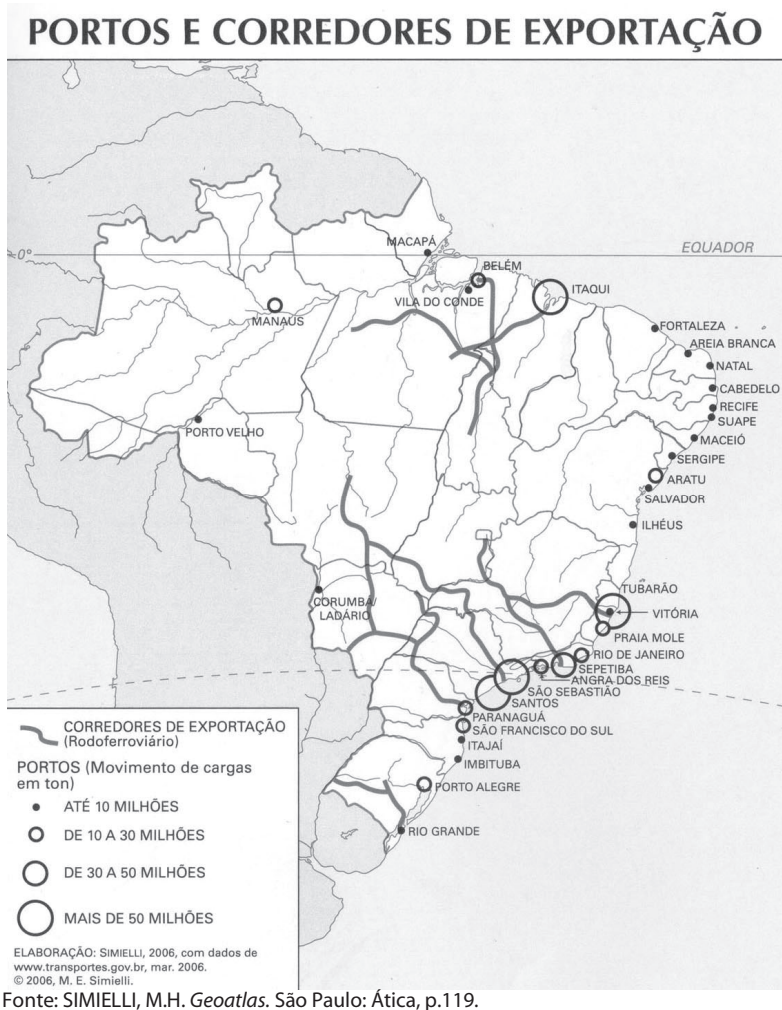 PORTOS E CORREDORES DE EXPORTAÇÃO
0°
EQUADOR
MACAPÁ
BELÉM
ITAQUI
VILA DO CONDE
MANAUS
FORTALEZA
AREIA BRANCA
NATAL
CABEDELO
RECIFE
SUAPE
MACEIÓ
SERGIPE
ARATU
SALVADOR
ILHÉUS
PORTO VELHO
CORUMBÁ/
LADÁRIO
TUBARÃO
VITÓRIA
PRAIA MOLE
RIO DE JANEIRO
SEPETIBA
ANGRA DOS REIS
SÃO SEBASTIÃO
SANTOS
PARANAGUÁ
SÃO FRANCISCO DO SUL
ITAJAÍ
IMBITUBA
PORTO ALEGRE
RIO GRANDE
CORREDORES DE EXPORTAÇÃO
(Rodoferroviário)
PORTOS (Movimento de cargas
em ton)
ATÉ 10 MILHÕES
DE 10 A 30 MILHÕES
DE 30 A 50 MILHÕES
MAIS DE 50 MILHÕES
ELABORAÇÃO: SIMIELLI, 2006, com dados de
www.transportes.gov.br, mar. 2006.
© 2006, M. E. Simielli.
Fonte: SIMIELLI, M.H. Geoatlas. São Paulo: Ática, p.119.